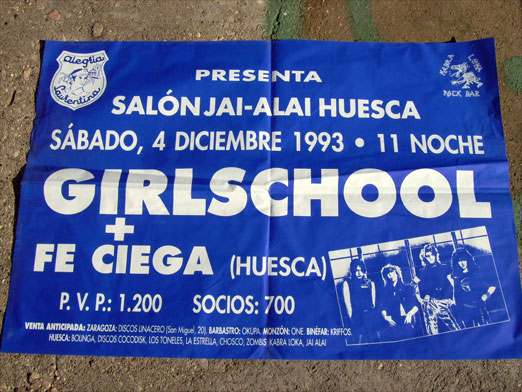 Alegria
Laurentina
KABRA LOKA
ROCK BAR
PRESENTA
SALÓN JAI-ALAI HUESCA
SÁBADO, 4 DICIEMBRE 1993 • 11 NOCHE
GIRLSCHOOL
+
FE CIEGA (HUESCA)
P. V. P.: 1.200 SOCIOS: 700
VENTA ANTICIPADA: ZARAGOZA: DISCOS LINACERO (San Miguel, 20). BARBASTRO: OKUPA. MONZÓN: ONE. BINÉFAR: KRIFFOS.
HUESCA: BOLINGA, DISCOS COCODISK, LOS TONELES, LA ESTRELLA, CHOSCO, ZOMBIS, KABRA LOKA, JAI ALAI